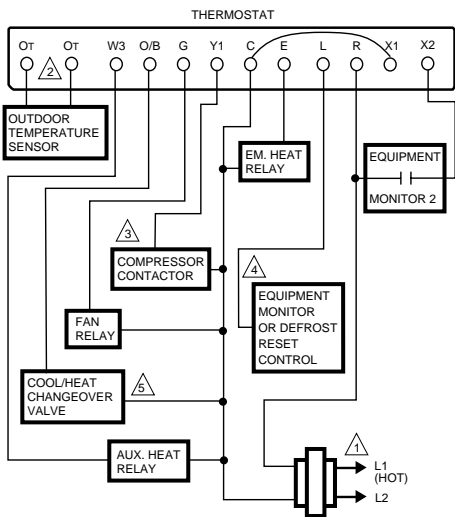 THERMOSTAT
OT OT W3 O/B G Y1 C E L R X1 X2
2
OUTDOOR
TEMPERATURE
SENSOR
EM. HEAT
RELAY
EQUIPMENT
MONITOR 2
3
COMPRESSOR
CONTACTOR
4
EQUIPMENT
MONITOR
OR DEFROST
RESET
CONTROL
FAN
RELAY
COOL/HEAT
CHANGEOVER
VALVE
5
AUX. HEAT
RELAY
1
L1
(HOT)
L2